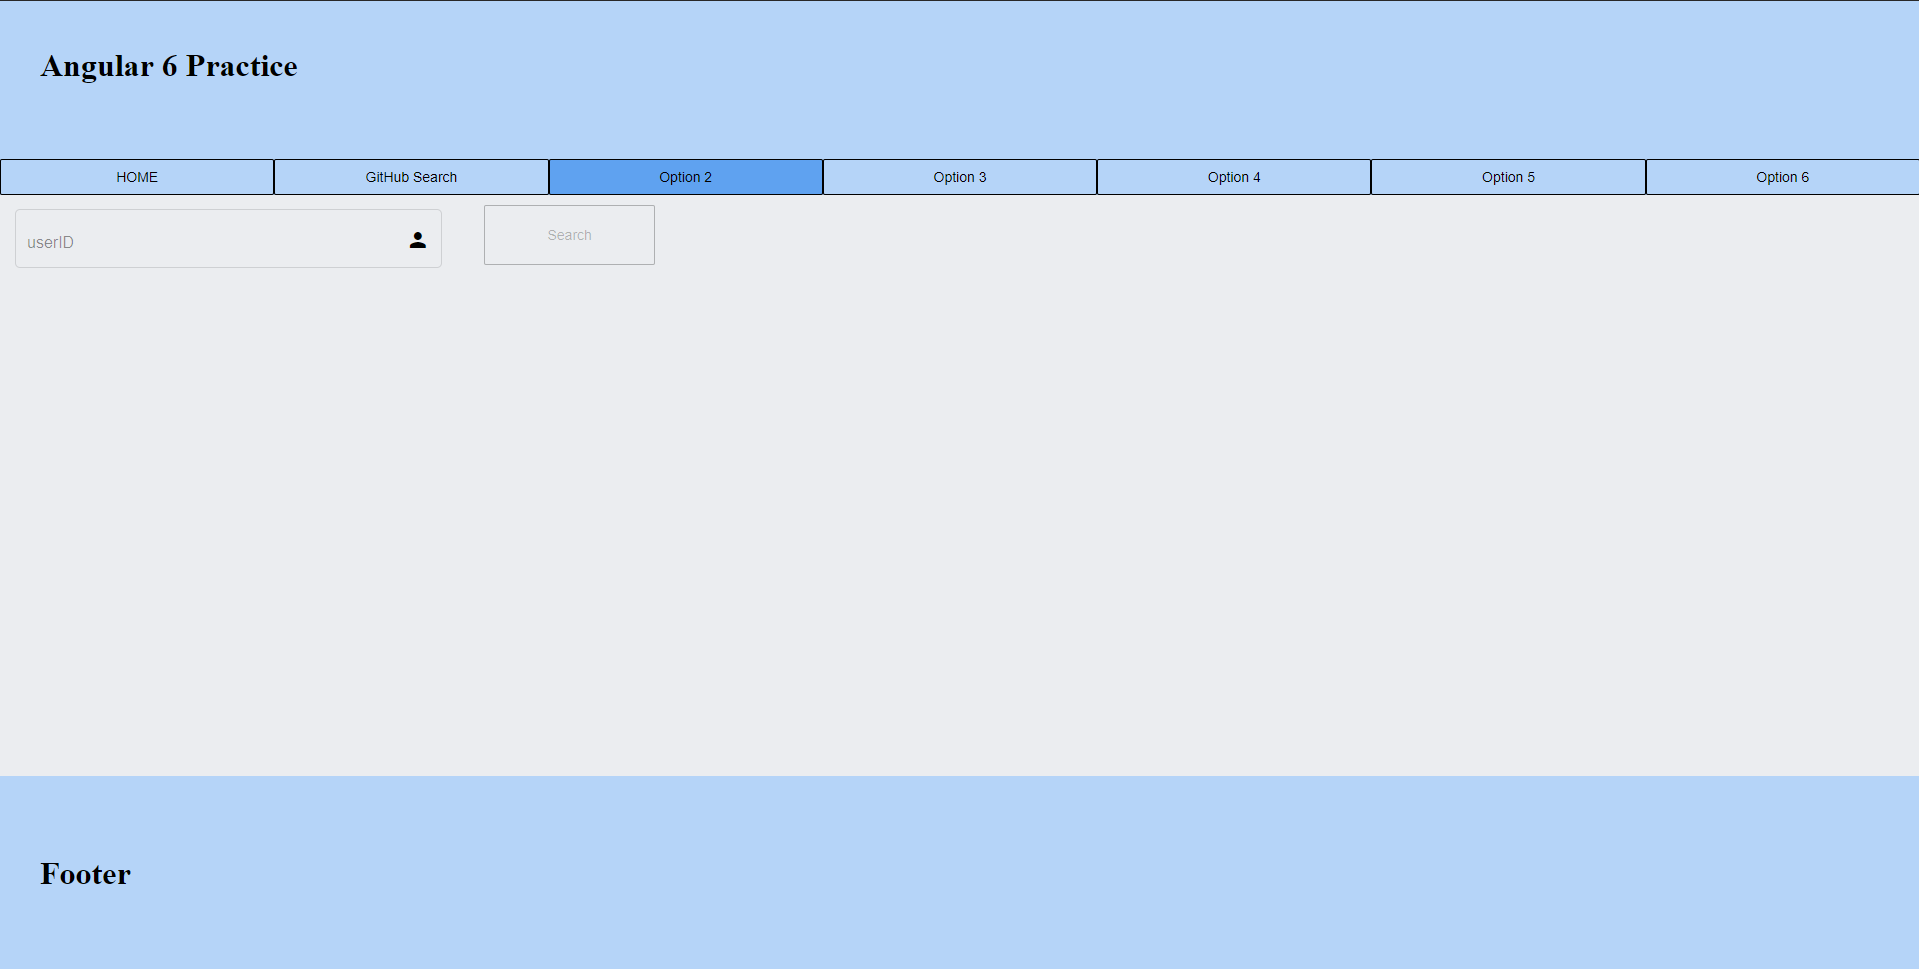 Angular 6 Practice
HOME GitHub Search Option 2 Option 3 Option 4 Option 5 Option 6
userID Search
Footer